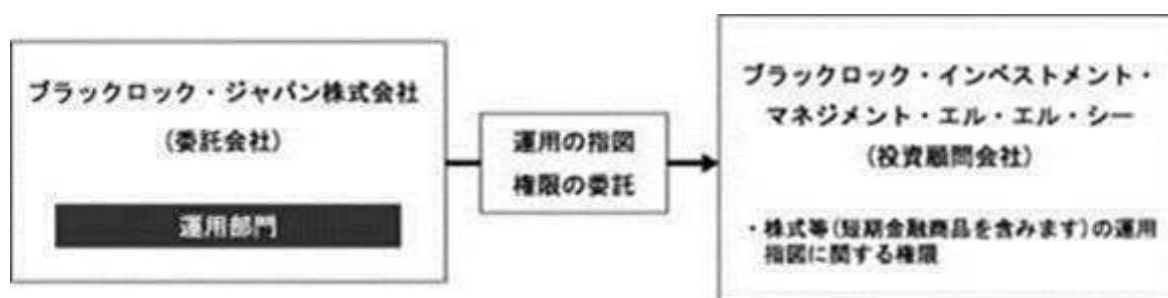 ブラックロック・ジャパン株式会社
(委託会社)
運用部門
運用の指図
権限の委託
ブラックロック・インベストメント・
マネジメント・エル・エル・シー
(投資顧問会社)
・株式等(短期金融商品を含みます)の運用
指図に関する権限